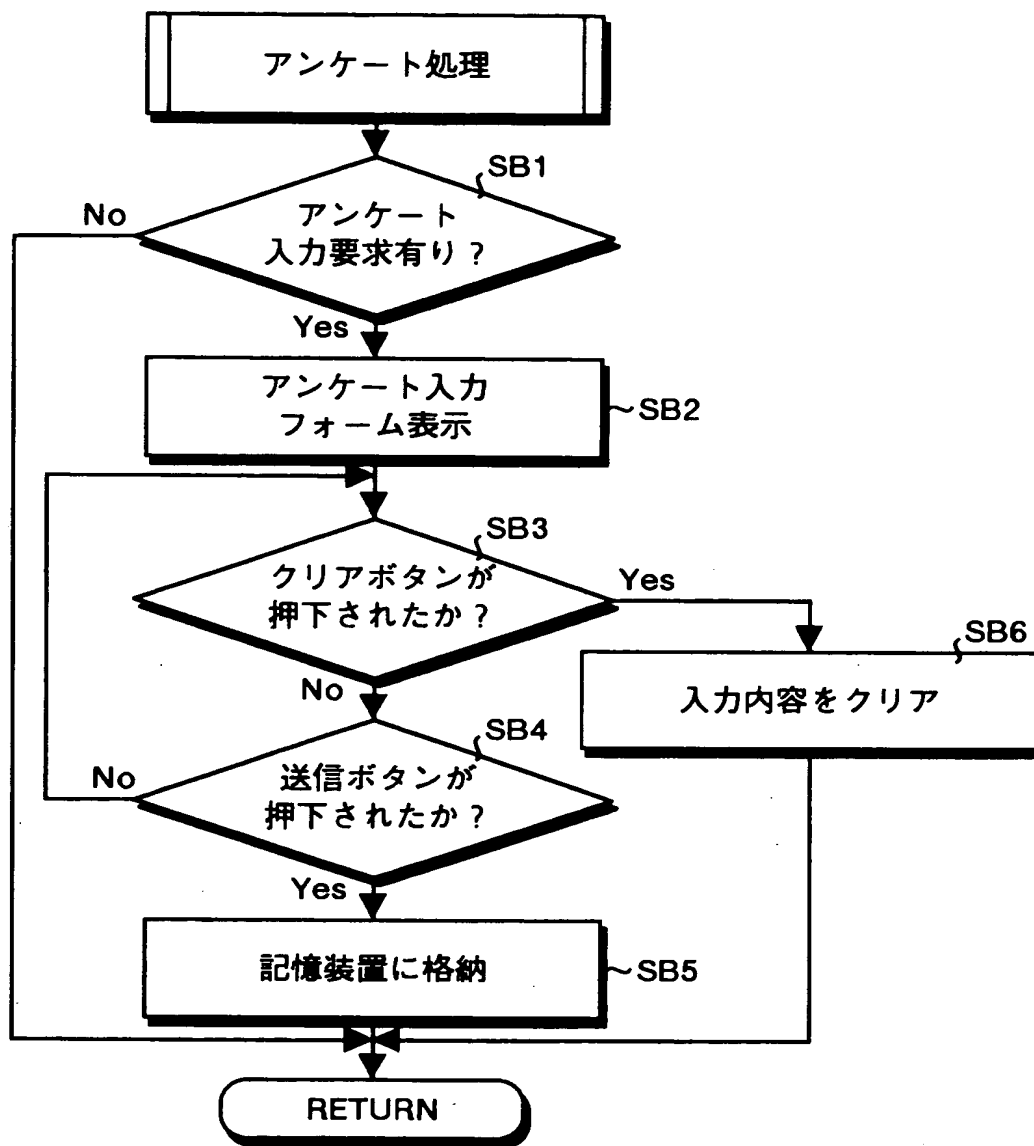 アンケート処理
SB1
No
アンケート
入力要求有り?
Yes
アンケート入力
フォーム表示
SB2
SB3
クリアボタンが
押下されたか?
Yes
No
SB6
入力内容をクリア
SB4
No
送信ボタンが
押下されたか?
Yes
記憶装置に格納
SB5
RETURN